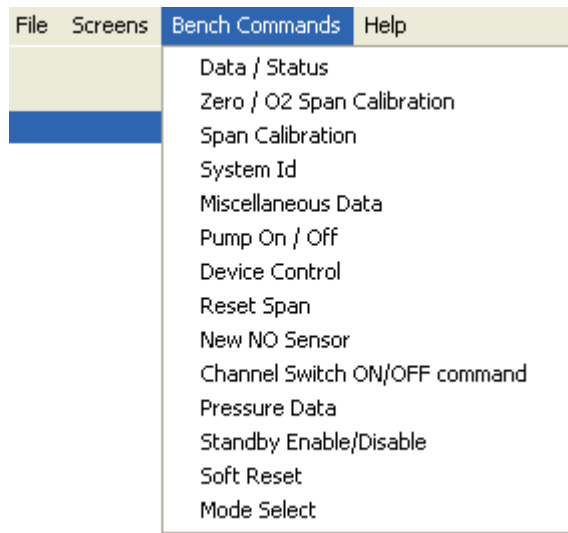 File Screens Bench Commands Help
Data / Status
Zero / O2 Span Calibration
Span Calibration
System Id
Miscellaneous Data
Pump On / Off
Device Control
Reset Span
New NO Sensor
Channel Switch ON/OFF command
Pressure Data
Standby Enable/Disable
Soft Reset
Mode Select